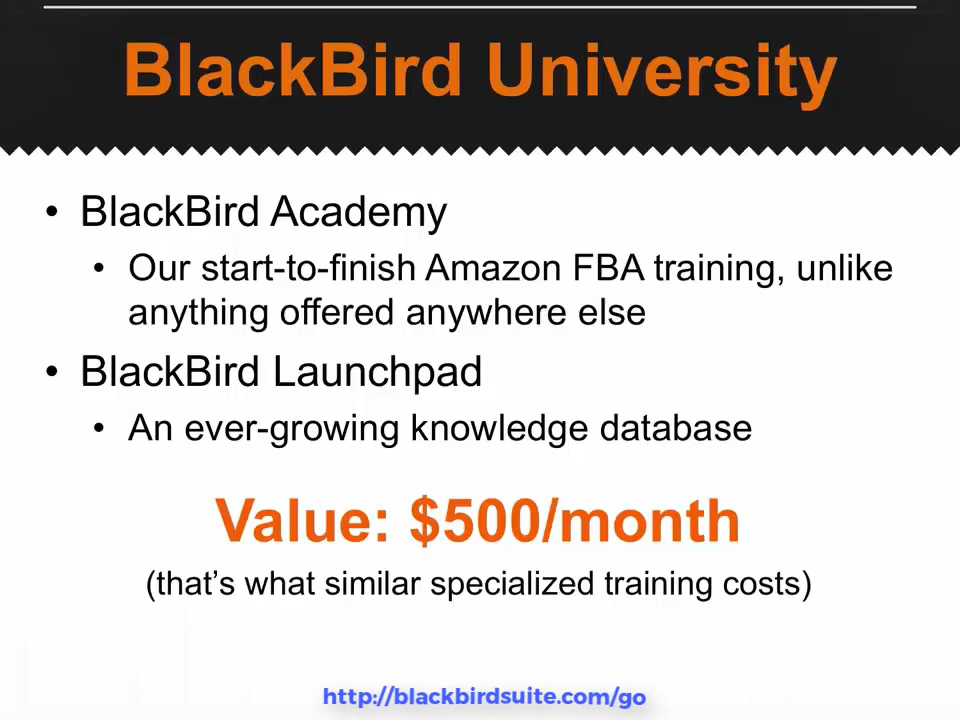 BlackBird University
• BlackBird Academy
• Our start-to-finish Amazon FBA training, unlike
anything offered anywhere else
• BlackBird Launchpad
• An ever-growing knowledge database
Value: $500/month
(that’s what similar specialized training costs)
http://blackbirdsuite.com/go